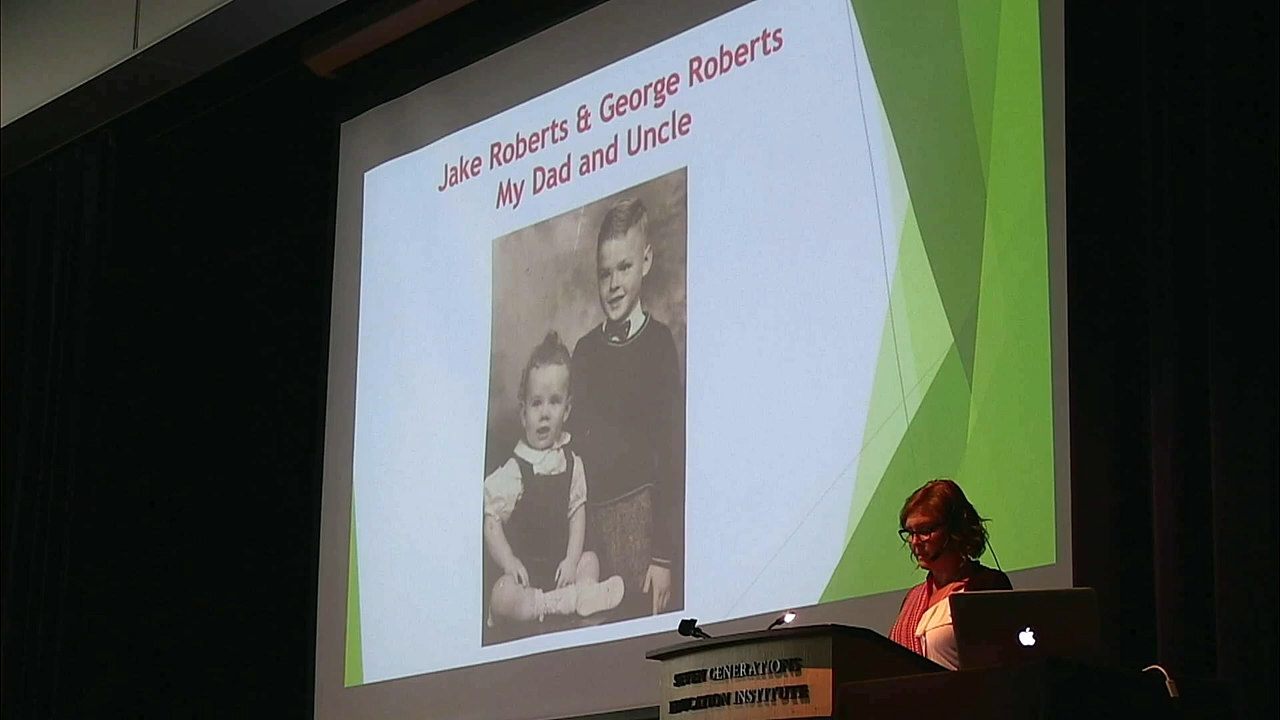 Jake Roberts & George Roberts
My Dad and Uncle
SEVEN GENERATIONS
EDUCATION INSTITUTE